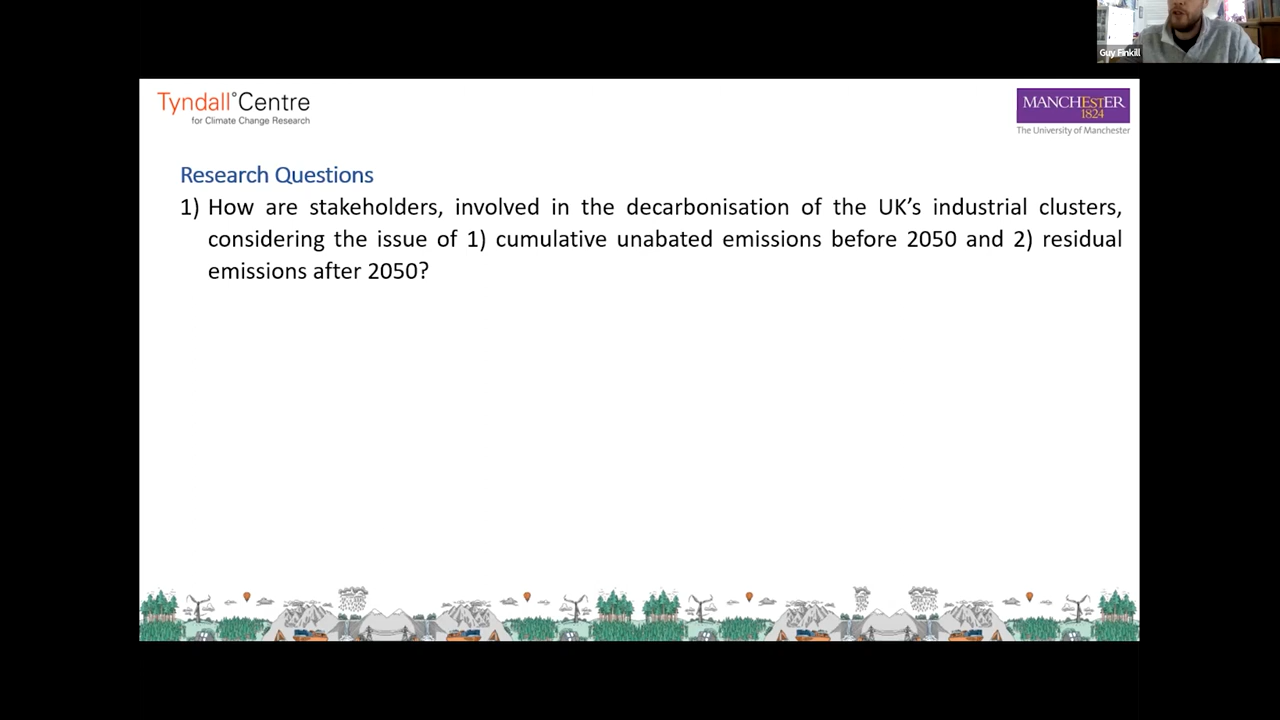 Guy Finkill
Tyndall°Centre
for Climate Change Research
MANCHESTER
1824
The University of Manchester
Research Questions
1) How are stakeholders, involved in the decarbonisation of the UK's industrial clusters,
considering the issue of 1) cumulative unabated emissions before 2050 and 2) residual
emissions after 2050?